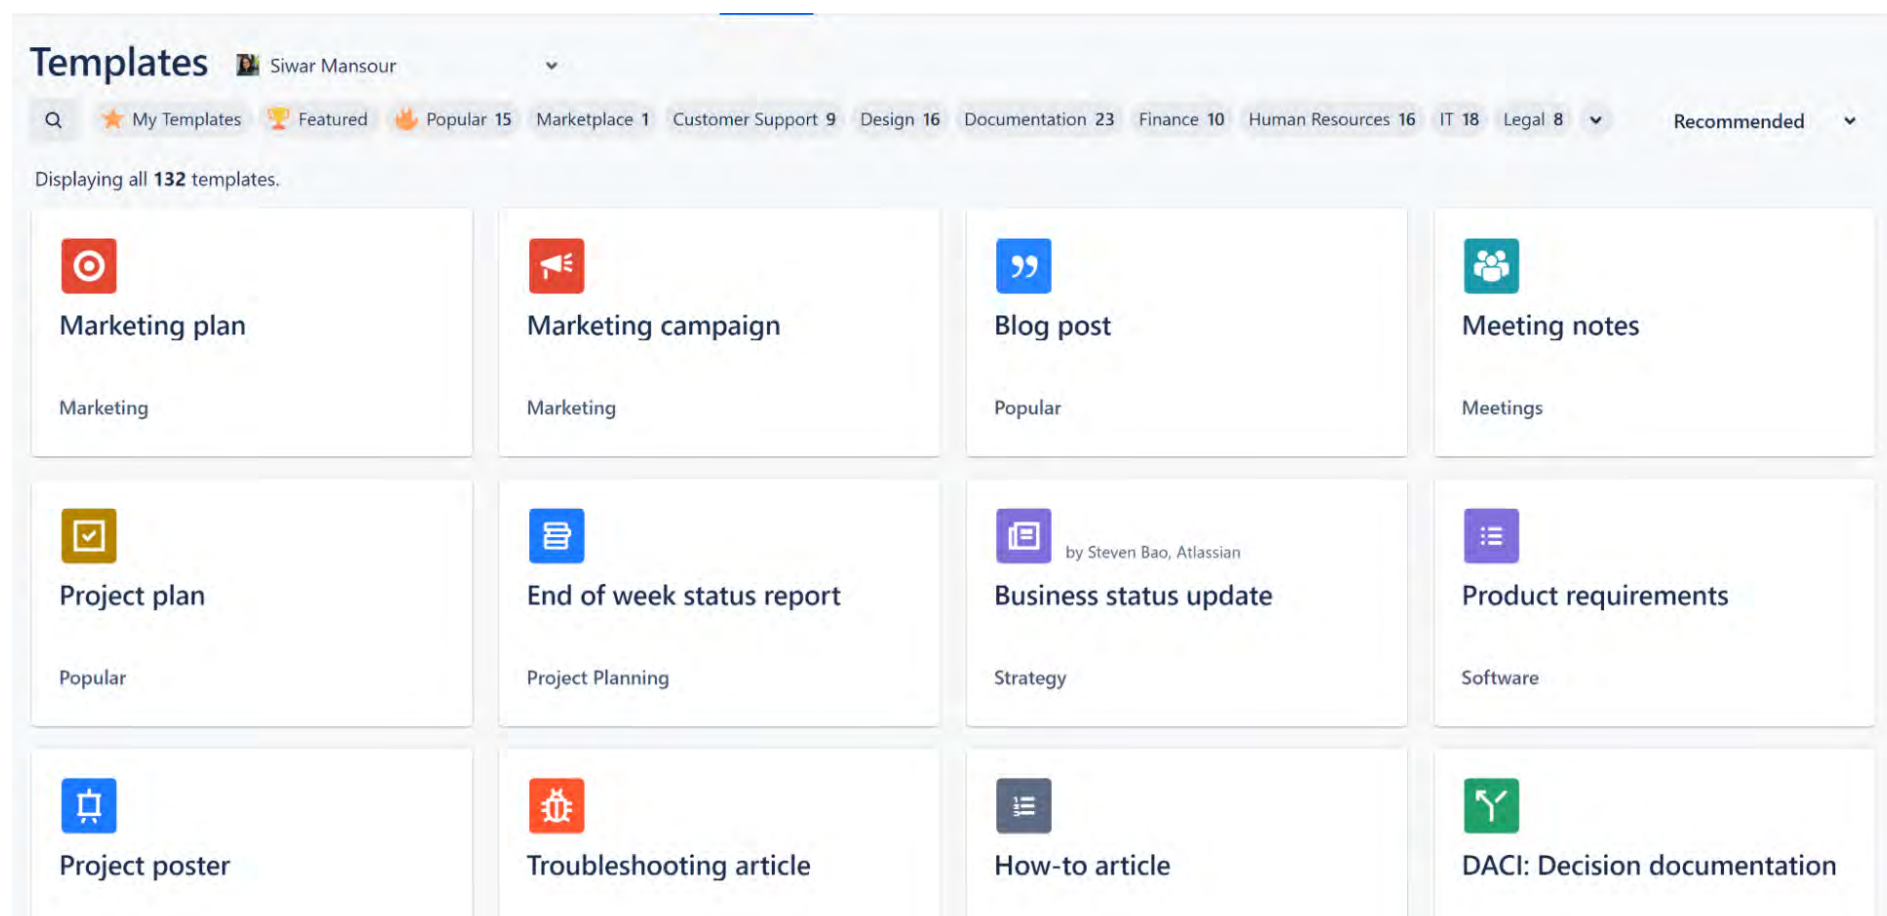 Templates Siwar Mansour
My Templates Featured Popular 15 Marketplace 1 Customer Support 9 Design 16 Documentation 23 Finance 10 Human Resources 16 IT 18 Legal 8 Recommended
Displaying all 132 templates.
Marketing plan
Marketing
Marketing campaign
Marketing
Blog post
Popular
Meeting notes
Meetings
Project plan
Popular
End of week status report
Project Planning
by Steven Bao, Atlassian
Business status update
Strategy
Product requirements
Software
Project poster
Troubleshooting article
How-to article
DACI: Decision documentation